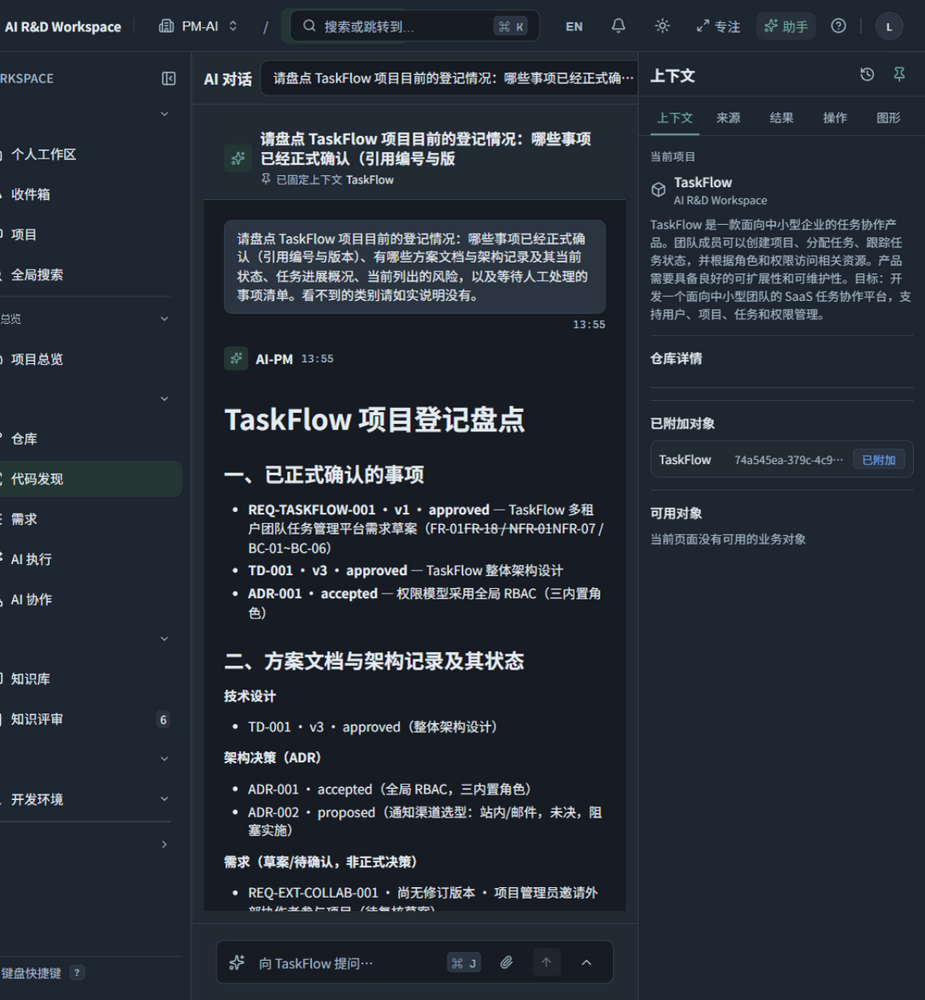 AI R&D Workspace
PM-AI
/
搜索或跳转到…
⌘ K
EN
专注
助手
L
RKSPACE
个人工作区
收件箱
项目
全局搜索
总览
项目总览
仓库
代码发现
需求
AI 执行
AI 协作
知识库
知识评审
6
开发环境
键盘快捷键 ?
AI 对话
请盘点 TaskFlow 项目目前的登记情况：哪些事项已经正式确…
请盘点 TaskFlow 项目目前的登记情况：哪些事项
已经正式确认（引用编号与版
已固定上下文 TaskFlow
请盘点 TaskFlow 项目目前的登记情况：哪些事项已经正式确
认（引用编号与版本）、有哪些方案文档与架构记录及其当前
状态、任务进展概况、当前列出的风险，以及等待人工处理的
事项清单。看不到的类别请如实说明没有。
13:55
AI-PM 13:55
TaskFlow 项目登记盘点
一、已正式确认的事项
• REQ-TASKFLOW-001 · v1 · approved — TaskFlow 多租
户团队任务管理平台需求草案（FR-01FR-18 / NFR-01NFR-07 /
BC-01~BC-06）
• TD-001 · v3 · approved — TaskFlow 整体架构设计
• ADR-001 · accepted — 权限模型采用全局 RBAC（三内置角
色）
二、方案文档与架构记录及其状态
技术设计
• TD-001 · v3 · approved（整体架构设计）
架构决策（ADR）
• ADR-001 · accepted（全局 RBAC，三内置角色）
• ADR-002 · proposed（通知渠道选型：站内/邮件，未决，阻
塞实施）
需求（草案/待确认，非正式决策）
• REQ-EXT-COLLAB-001 · 尚无修订版本 · 项目管理员邀请外
部协作者参与项目（待复核草案）
向 TaskFlow 提问…
⌘ J
上下文
上下文
来源
结果
操作
图形
当前项目
TaskFlow
AI R&D Workspace
TaskFlow 是一款面向中小型企业的任务协作产
品。团队成员可以创建项目、分配任务、跟踪任
务状态，并根据角色和权限访问相关资源。产品
需要具备良好的可扩展性和可维护性。目标：开
发一个面向中小型团队的 SaaS 任务协作平台，支
持用户、项目、任务和权限管理。
仓库详情
已附加对象
TaskFlow
74a545ea-379c-4c9…
已附加
可用对象
当前页面没有可用的业务对象